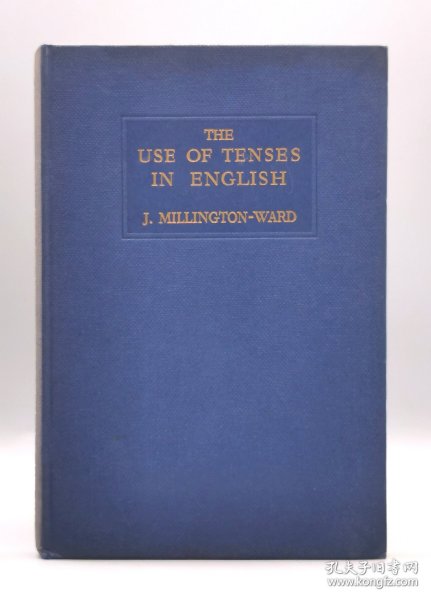 THE
USE OF TENSES
IN ENGLISH
J. MILLINGTON-WARD
孔夫子旧书网
www.kongfz.com